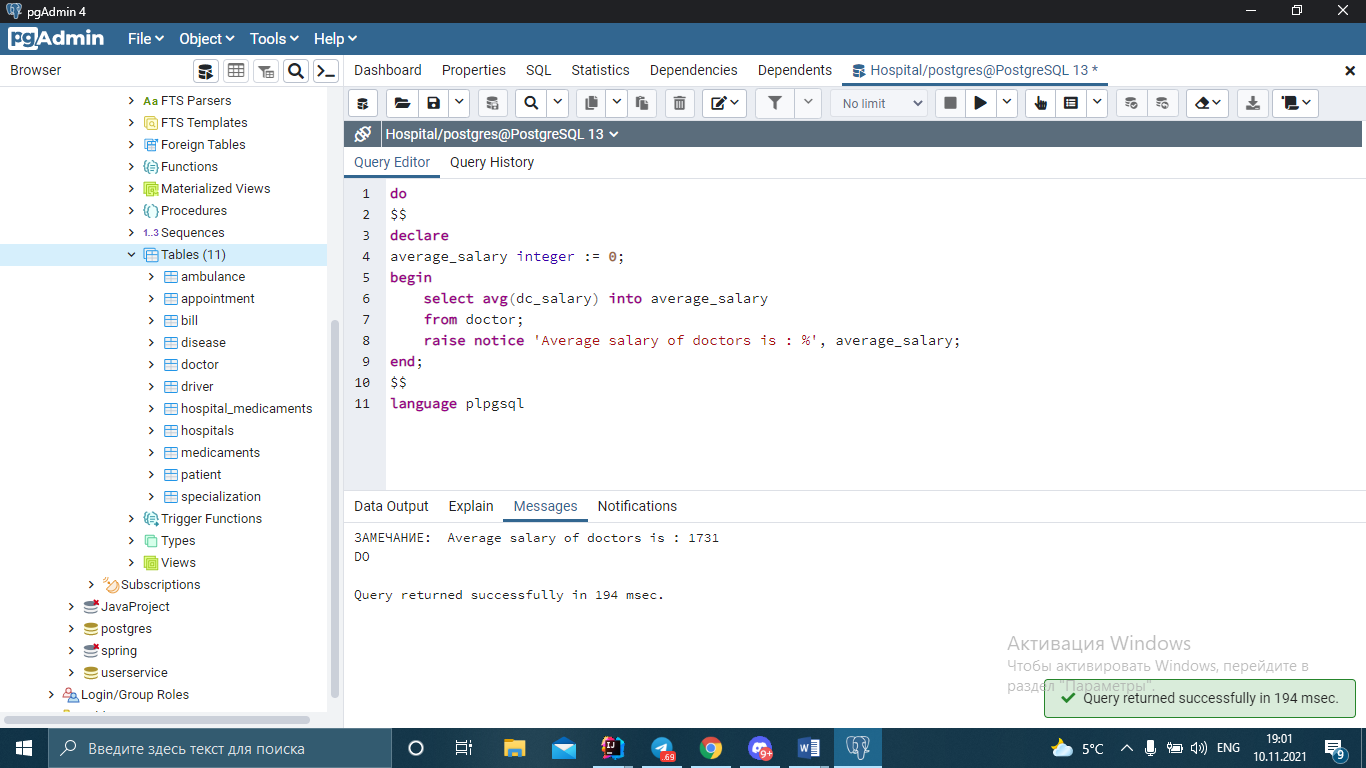 pgAdmin 4
pgAdmin File Object Tools Help
Browser
Dashboard Properties SQL Statistics Dependencies Dependents Hospital/postgres@PostgreSQL 13 *
No limit
Hospital/postgres@PostgreSQL 13
Query Editor Query History
Aa FTS Parsers
FTS Templates
Foreign Tables
Functions
Materialized Views
Procedures
1..3 Sequences
Tables (11)
ambulance
appointment
bill
disease
doctor
driver
hospital_medicaments
hospitals
medicaments
patient
specialization
Trigger Functions
Types
Views
Subscriptions
JavaProject
postgres
spring
userservice
Login/Group Roles
1 do
2 $$
3 declare
4 average_salary integer := 0;
5 begin
6 select avg(dc_salary) into average_salary
7 from doctor;
8 raise notice 'Average salary of doctors is : %', average_salary;
9 end;
10 $$
11 language plpgsql
Data Output Explain Messages Notifications
ЗАМЕЧАНИЕ: Average salary of doctors is : 1731
DO
Query returned successfully in 194 msec.
Активация Windows
Чтобы активировать Windows, перейдите в
раздел "Параметры".
Query returned successfully in 194 msec.
Введите здесь текст для поиска
69
9+
5°C
ENG
19:01
10.11.2021
9